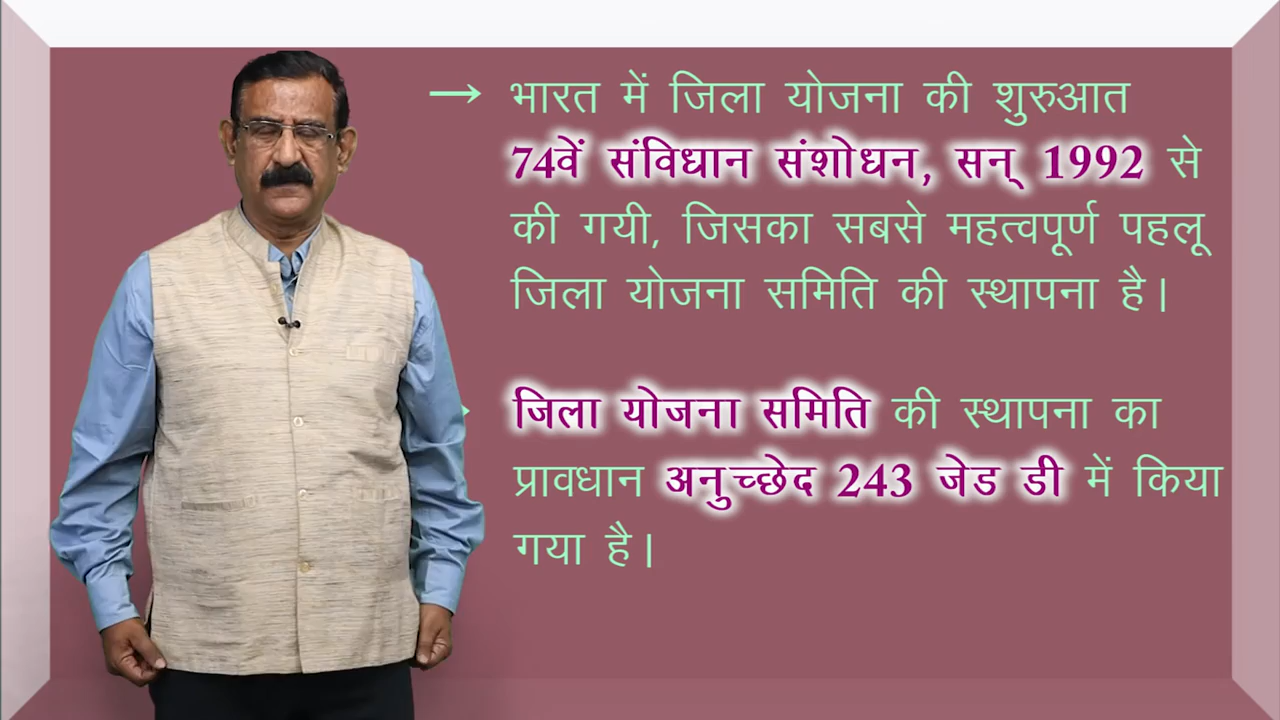 → भारत में जिला योजना की शुरुआत
74वें संविधान संशोधन, सन् 1992 से
की गयी, जिसका सबसे महत्वपूर्ण पहलू
जिला योजना समिति की स्थापना है।
जिला योजना समिति की स्थापना का
प्रावधान अनुच्छेद 243 जेड डी में किया
गया है।